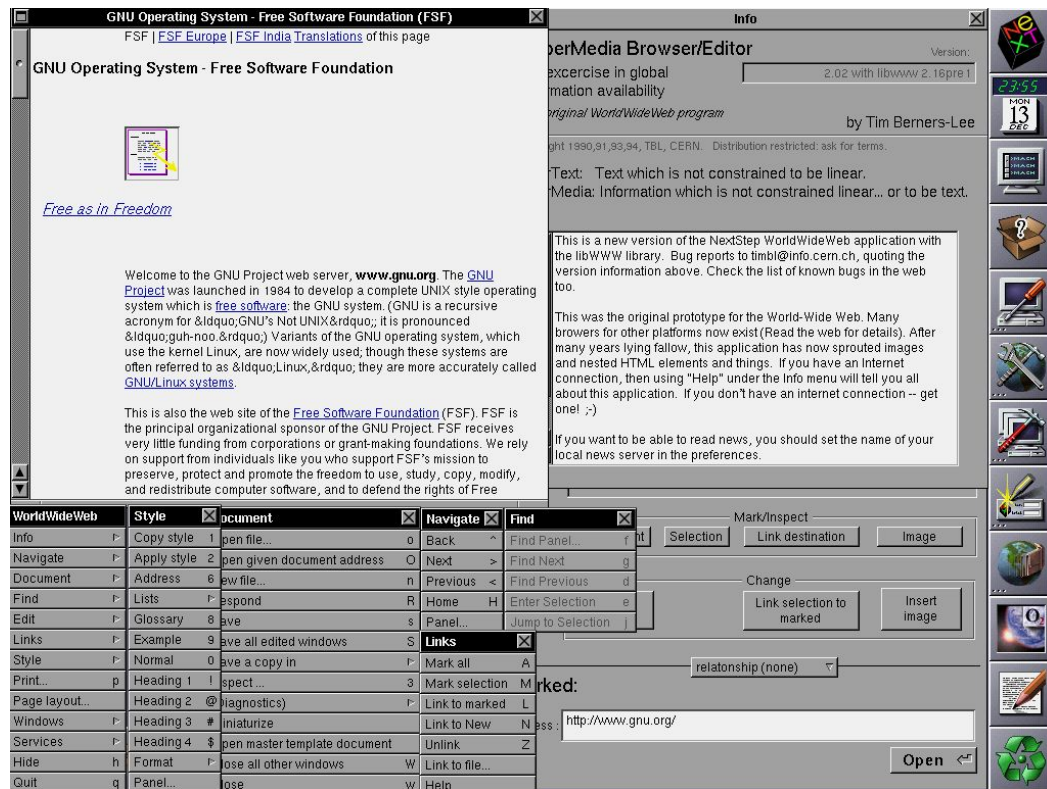 GNU Operating System - Free Software Foundation (FSF)
FSF | FSF Europe | FSF India Translations of this page
GNU Operating System - Free Software Foundation
Free as in Freedom
Welcome to the GNU Project web server, www.gnu.org. The GNU
Project was launched in 1984 to develop a complete UNIX style operating
system which is free software: the GNU system. (GNU is a recursive
acronym for &ldquo;GNU's Not UNIX&rdquo;; it is pronounced
&ldquo;guh-noo.&rdquo;) Variants of the GNU operating system, which
use the kernel Linux, are now widely used; though these systems are
often referred to as &ldquo;Linux,&rdquo; they are more accurately called
GNU/Linux systems.
This is also the web site of the Free Software Foundation (FSF). FSF is
the principal organizational sponsor of the GNU Project. FSF receives
very little funding from corporations or grant-making foundations. We rely
on support from individuals like you who support FSF's mission to
preserve, protect and promote the freedom to use, study, copy, modify,
and redistribute computer software, and to defend the rights of Free
Info
perMedia Browser/Editor
Version:
excercise in global
2.02 with libwww 2.16pre1
rmation availability
original WorldWideWeb program
by Tim Berners-Lee
ght 1990,91,93,94, TBL, CERN. Distribution restricted: ask for terms.
rText: Text which is not constrained to be linear.
rMedia: Information which is not constrained linear... or to be text.
This is a new version of the NextStep WorldWideWeb application with
the libWWW library. Bug reports to timbl@info.cern.ch, quoting the
version information above. Check the list of known bugs in the web
too.
This was the original prototype for the World-Wide Web. Many
browers for other platforms now exist (Read the web for details). After
many years lying fallow, this application has now sprouted images
and nested HTML elements and things. If you have an Internet
connection, then using "Help" under the Info menu will tell you all
about this application. If you don't have an internet connection -- get
one! ;-)
If you want to be able to read news, you should set the name of your
local news server in the preferences.
WorldWideWeb
Info
Navigate
Document
Find
Edit
Links
Style
Print... p
Page layout...
Windows
Services
Hide h
Quit q
Style
Copy style 1
Apply style 2
Address 6
Lists
Glossary 8
Example 9
Normal 0
Heading 1 !
Heading 2 @
Heading 3 #
Heading 4 $
Format
Panel...
ocument
pen file... o
pen given document address O
ew file... n
espond R
ave s
ave all edited windows S
ave a copy in
spect ... 3
iagnostics)
iniaturize
pen master template document
lose all other windows W
lose w
Navigate
Back ^
Next >
Previous <
Home H
Panel...
Links
Mark all A
Mark selection M
Link to marked L
Link to New N
Unlink Z
Link to file...
Help
Find
Find Panel... f
Find Next g
Find Previous d
Enter Selection e
Jump to Selection j
Mark/Inspect
nt Selection Link destination Image
Change
Link selection to
marked
Insert
image
relationship (none)
rked:
ess : http://www.gnu.org/
Open
NeXT
23:55
MON
13
DEC